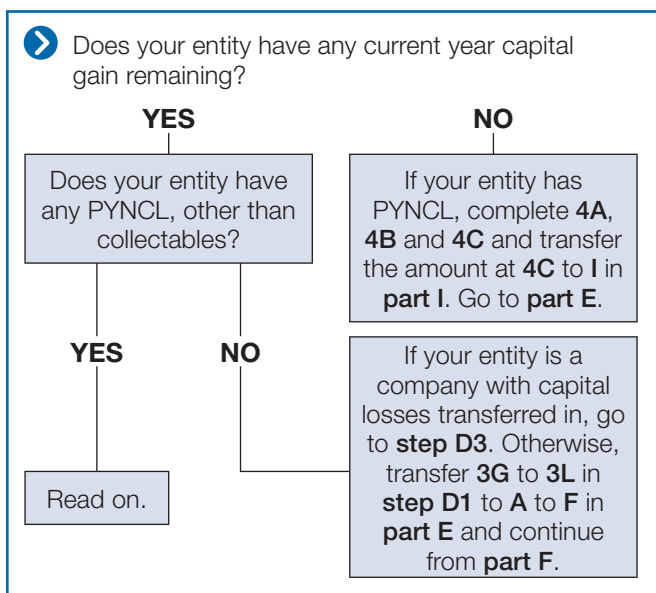 Does your entity have any current year capital
gain remaining?
YES
NO
Does your entity have
any PYNCL, other than
collectables?
If your entity has
PYNCL, complete 4A,
4B and 4C and transfer
the amount at 4C to I in
part I. Go to part E.
YES
NO
If your entity is a
company with capital
losses transferred in, go
to step D3. Otherwise,
transfer 3G to 3L in
step D1 to A to F in
part E and continue
from part F.
Read on.